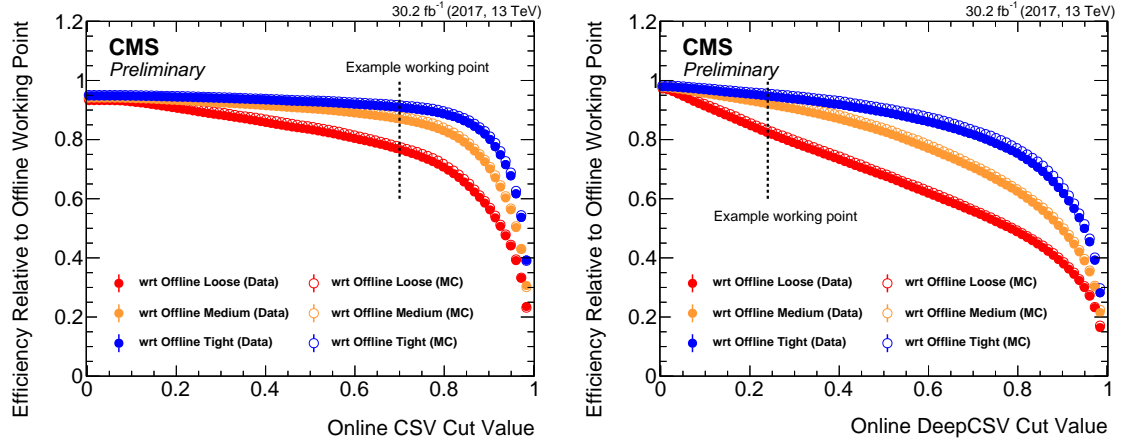 30.2 fb⁻¹ (2017, 13 TeV)
CMS
Preliminary
Example working point
Efficiency Relative to Offline Working Point
1.2
1
0.8
0.6
0.4
0.2
0
wrt Offline Loose (Data)
wrt Offline Loose (MC)
wrt Offline Medium (Data)
wrt Offline Medium (MC)
wrt Offline Tight (Data)
wrt Offline Tight (MC)
0 0.2 0.4 0.6 0.8 1
Online CSV Cut Value
30.2 fb⁻¹ (2017, 13 TeV)
CMS
Preliminary
Example working point
Efficiency Relative to Offline Working Point
1.2
1
0.8
0.6
0.4
0.2
0
wrt Offline Loose (Data)
wrt Offline Loose (MC)
wrt Offline Medium (Data)
wrt Offline Medium (MC)
wrt Offline Tight (Data)
wrt Offline Tight (MC)
0 0.2 0.4 0.6 0.8 1
Online DeepCSV Cut Value